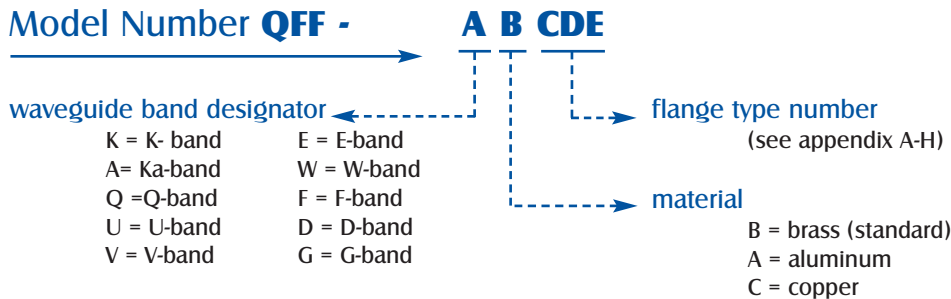 Model Number QFF - A B CDE
waveguide band designator
K = K- band
A= Ka-band
Q =Q-band
U = U-band
V = V-band
E = E-band
W = W-band
F = F-band
D = D-band
G = G-band
flange type number
(see appendix A-H)
material
B = brass (standard)
A = aluminum
C = copper